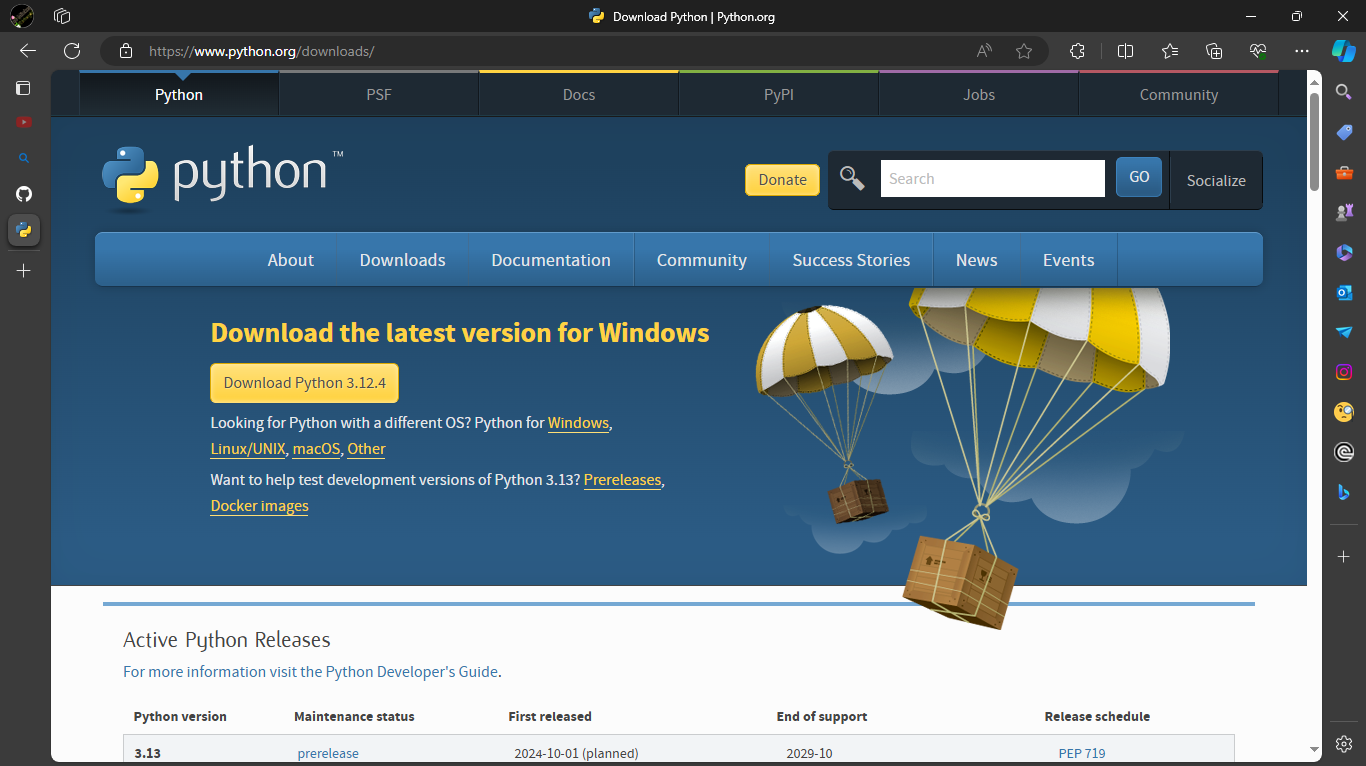 Download Python | Python.org
https://www.python.org/downloads/
Python PSF Docs PyPI Jobs Community
python™
Donate Search GO Socialize
About Downloads Documentation Community Success Stories News Events
Download the latest version for Windows
Download Python 3.12.4
Looking for Python with a different OS? Python for Windows,
Linux/UNIX, macOS, Other
Want to help test development versions of Python 3.13? Prereleases,
Docker images
Active Python Releases
For more information visit the Python Developer's Guide.
Python version Maintenance status First released End of support Release schedule
3.13 prerelease 2024-10-01 (planned) 2029-10 PEP 719